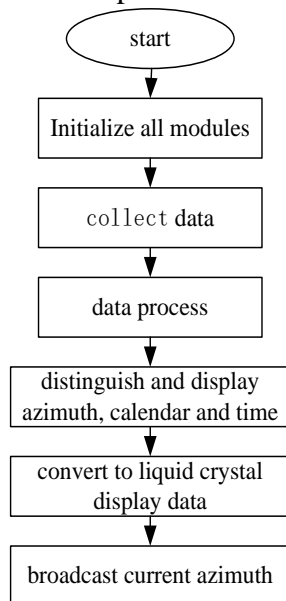 start
Initialize all modules
collect data
data process
distinguish and display
azimuth, calendar and time
convert to liquid crystal
display data
broadcast current azimuth